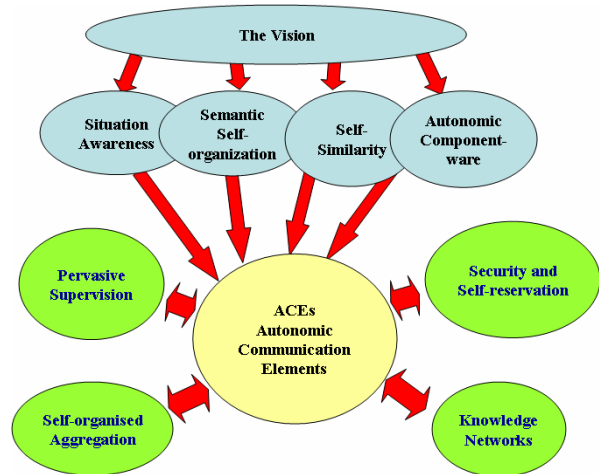 The Vision
Situation
Awareness
Semantic
Self-
organization
Self-
Similarity
Autonomic
Component-
ware
Pervasive
Supervision
Security and
Self-reservation
ACEs
Autonomic
Communication
Elements
Self-organised
Aggregation
Knowledge
Networks